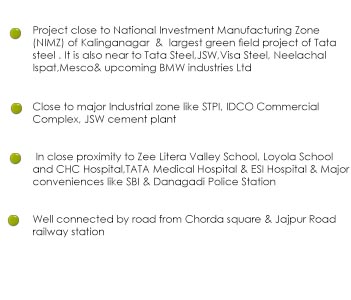 Project close to National Investment Manufacturing Zone
(NIMZ) of Kalinganagar & largest green field project of Tata
steel . It is also near to Tata Steel,JSW,Visa Steel, Neelachal
Ispat,Mesco& upcoming BMW industries Ltd
Close to major Industrial zone like STPI, IDCO Commercial
Complex, JSW cement plant
In close proximity to Zee Litera Valley School, Loyola School
and CHC Hospital,TATA Medical Hospital & ESI Hospital & Major
conveniences like SBI & Danagadi Police Station
Well connected by road from Chorda square & Jajpur Road
railway station